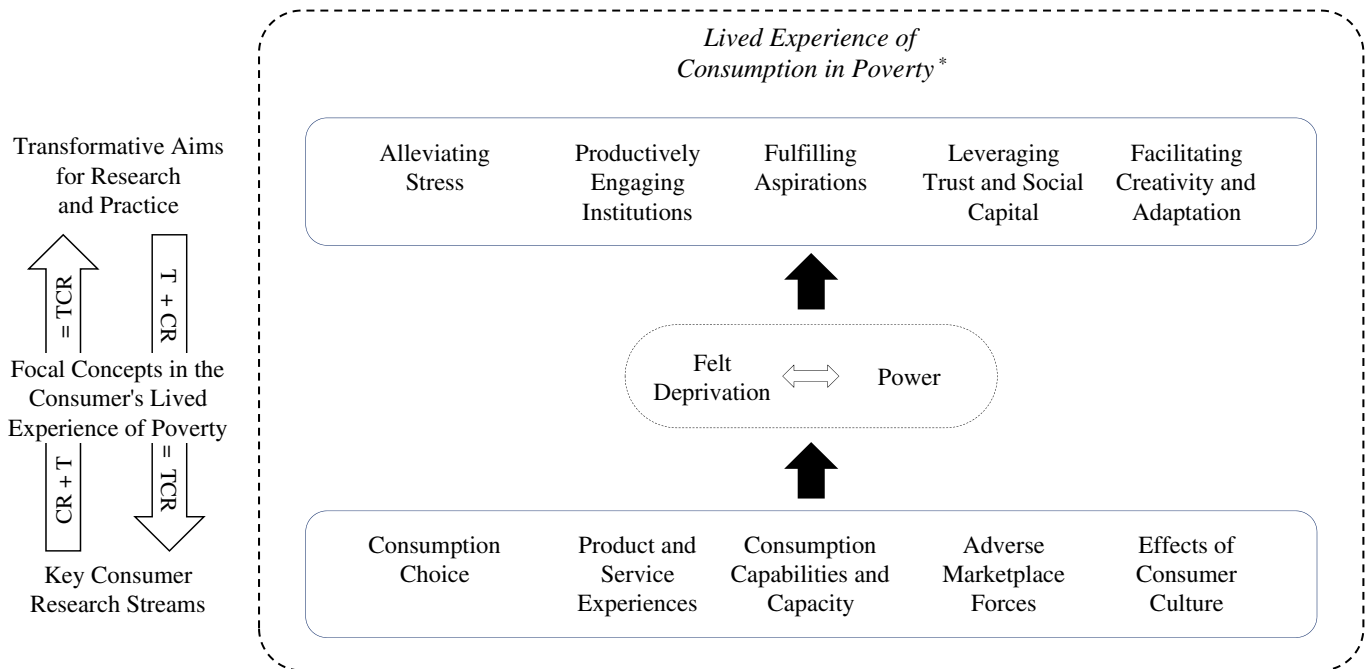 Lived Experience of
Consumption in Poverty*
Transformative Aims
for Research
and Practice
Alleviating
Stress
Productively
Engaging
Institutions
Fulfilling
Aspirations
Leveraging
Trust and Social
Capital
Facilitating
Creativity and
Adaptation
= TCR
T + CR
Focal Concepts in the
Consumer's Lived
Experience of Poverty
Felt
Deprivation
Power
CR + T
= TCR
Key Consumer
Research Streams
Consumption
Choice
Product and
Service
Experiences
Consumption
Capabilities and
Capacity
Adverse
Marketplace
Forces
Effects of
Consumer
Culture